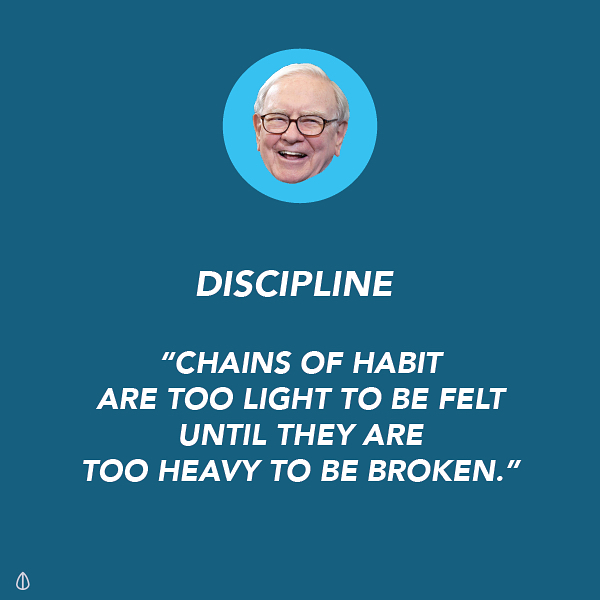 DISCIPLINE
“CHAINS OF HABIT
ARE TOO LIGHT TO BE FELT
UNTIL THEY ARE
TOO HEAVY TO BE BROKEN.”